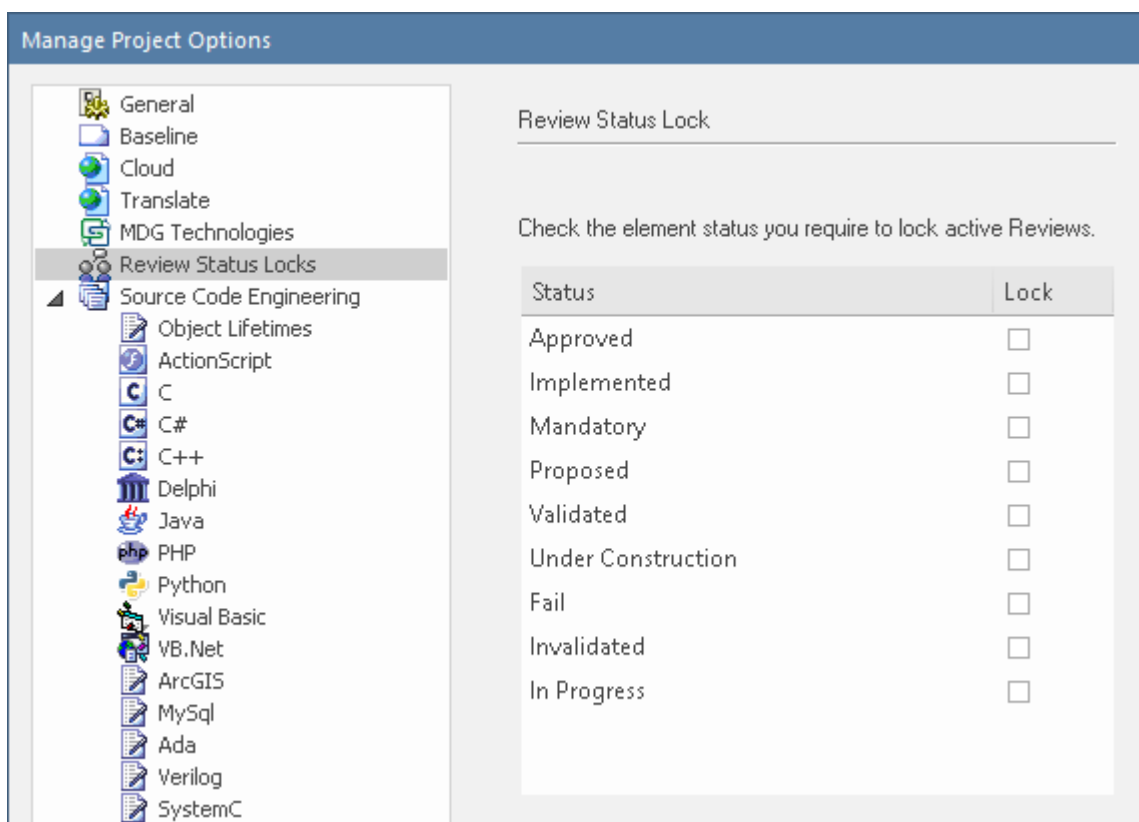 Manage Project Options
General
Baseline
Cloud
Translate
MDG Technologies
Review Status Locks
Source Code Engineering
Object Lifetimes
ActionScript
C
C#
C++
Delphi
Java
php PHP
Python
Visual Basic
VB.Net
ArcGIS
MySql
Ada
Verilog
SystemC
Review Status Lock
Check the element status you require to lock active Reviews.
Status Lock
Approved
Implemented
Mandatory
Proposed
Validated
Under Construction
Fail
Invalidated
In Progress